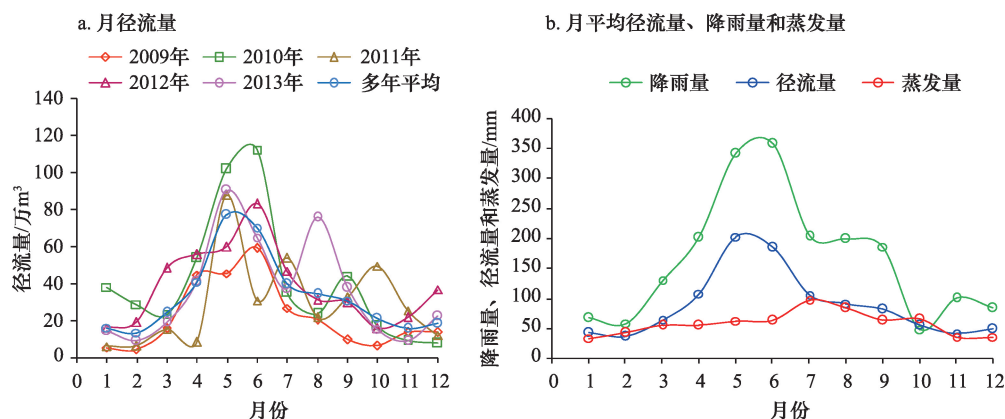 a. 月径流量
2009年 2010年 2011年
2012年 2013年 多年平均
径流量/万m³
140
120
100
80
60
40
20
0
0 1 2 3 4 5 6 7 8 9 10 11 12
月份
b. 月平均径流量、降雨量和蒸发量
降雨量 径流量 蒸发量
降雨量、径流量和蒸发量/mm
400
350
300
250
200
150
100
50
0
0 1 2 3 4 5 6 7 8 9 10 11 12
月份